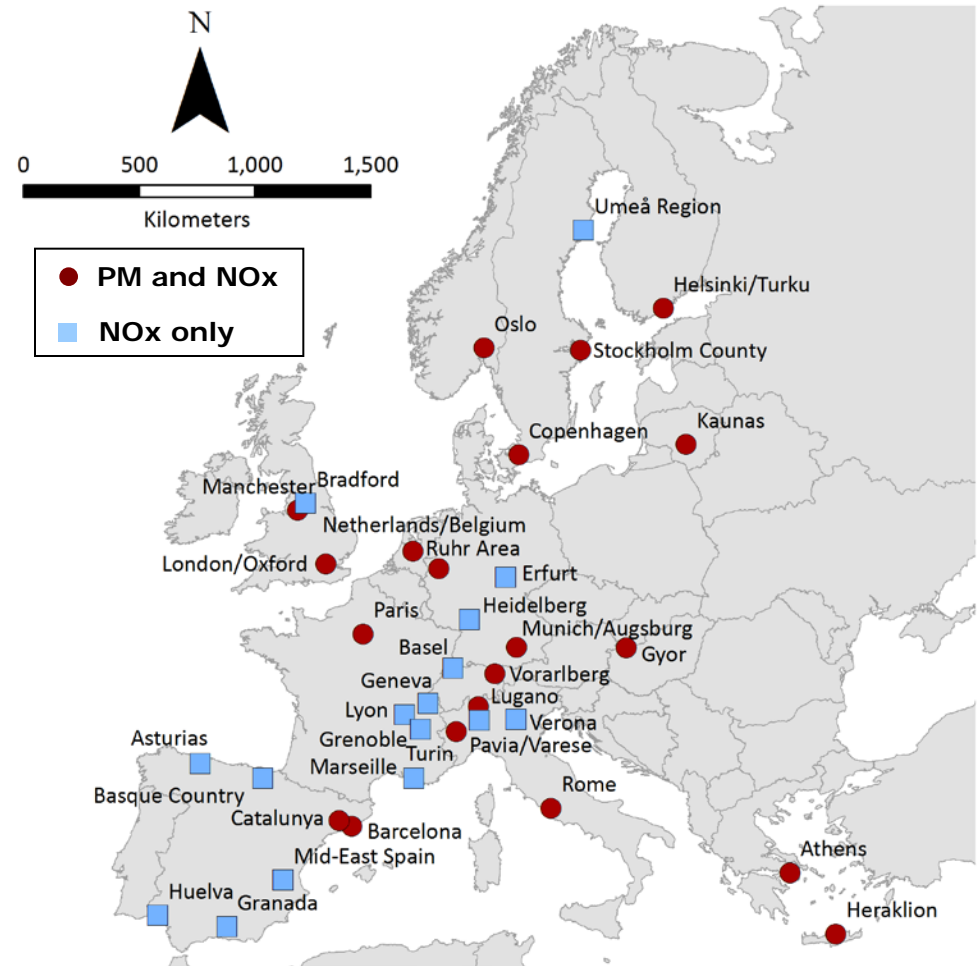 N
0 500 1,000 1,500
Kilometers
PM and NOx
NOx only
Umeå Region
Helsinki/Turku
Oslo
Stockholm County
Kaunas
Copenhagen
Manchester
Bradford
Netherlands/Belgium
Ruhr Area
London/Oxford
Erfurt
Paris
Heidelberg
Munich/Augsburg
Basel
Gyor
Vorarlberg
Geneva
Lugano
Lyon
Verona
Grenoble
Turin
Pavia/Varese
Asturias
Marseille
Basque Country
Rome
Catalunya
Barcelona
Mid-East Spain
Athens
Huelva
Granada
Heraklion